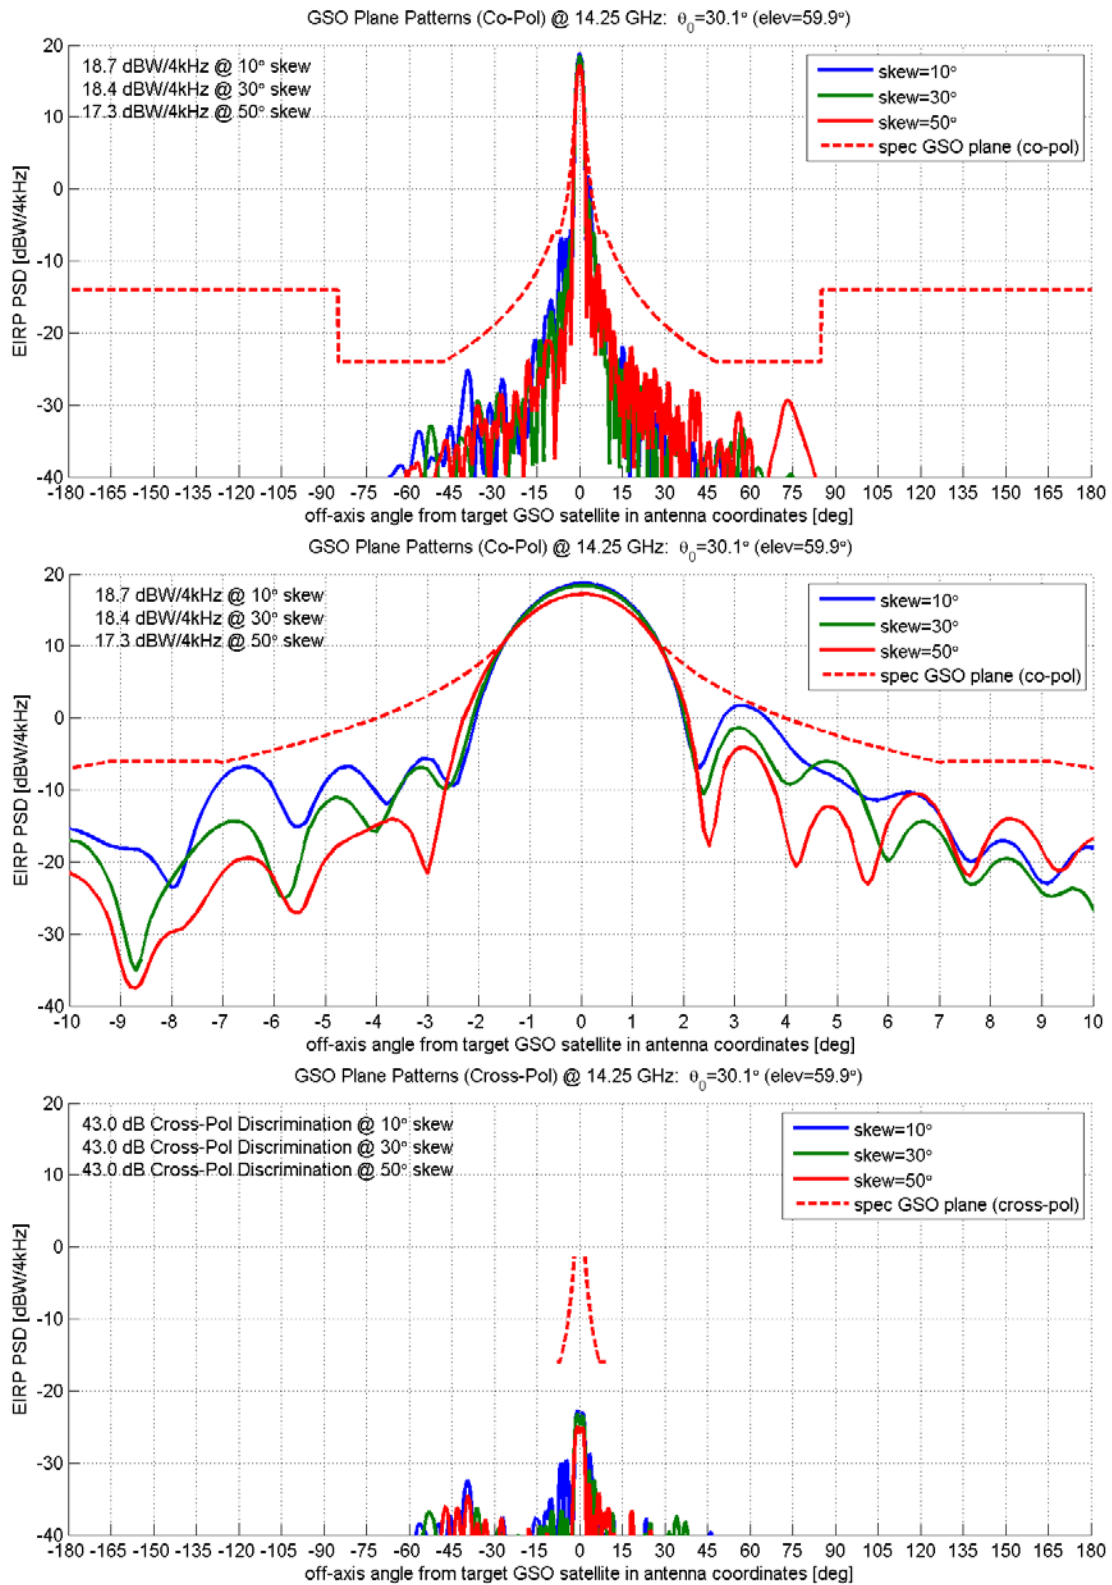 GSO Plane Patterns (Co-Pol) @ 14.25 GHz: θ₀=30.1° (elev=59.9°)
18.7 dBW/4kHz @ 10° skew
18.4 dBW/4kHz @ 30° skew
17.3 dBW/4kHz @ 50° skew
skew=10°
skew=30°
skew=50°
spec GSO plane (co-pol)
EIRP PSD [dBW/4kHz]
20
10
0
-10
-20
-30
-40
-180 -165 -150 -135 -120 -105 -90 -75 -60 -45 -30 -15 0 15 30 45 60 75 90 105 120 135 150 165 180
off-axis angle from target GSO satellite in antenna coordinates [deg]
GSO Plane Patterns (Co-Pol) @ 14.25 GHz: θ₀=30.1° (elev=59.9°)
18.7 dBW/4kHz @ 10° skew
18.4 dBW/4kHz @ 30° skew
17.3 dBW/4kHz @ 50° skew
skew=10°
skew=30°
skew=50°
spec GSO plane (co-pol)
EIRP PSD [dBW/4kHz]
20
10
0
-10
-20
-30
-40
-10 -9 -8 -7 -6 -5 -4 -3 -2 -1 0 1 2 3 4 5 6 7 8 9 10
off-axis angle from target GSO satellite in antenna coordinates [deg]
GSO Plane Patterns (Cross-Pol) @ 14.25 GHz: θ₀=30.1° (elev=59.9°)
43.0 dB Cross-Pol Discrimination @ 10° skew
43.0 dB Cross-Pol Discrimination @ 30° skew
43.0 dB Cross-Pol Discrimination @ 50° skew
skew=10°
skew=30°
skew=50°
spec GSO plane (cross-pol)
EIRP PSD [dBW/4kHz]
20
10
0
-10
-20
-30
-40
-180 -165 -150 -135 -120 -105 -90 -75 -60 -45 -30 -15 0 15 30 45 60 75 90 105 120 135 150 165 180
off-axis angle from target GSO satellite in antenna coordinates [deg]